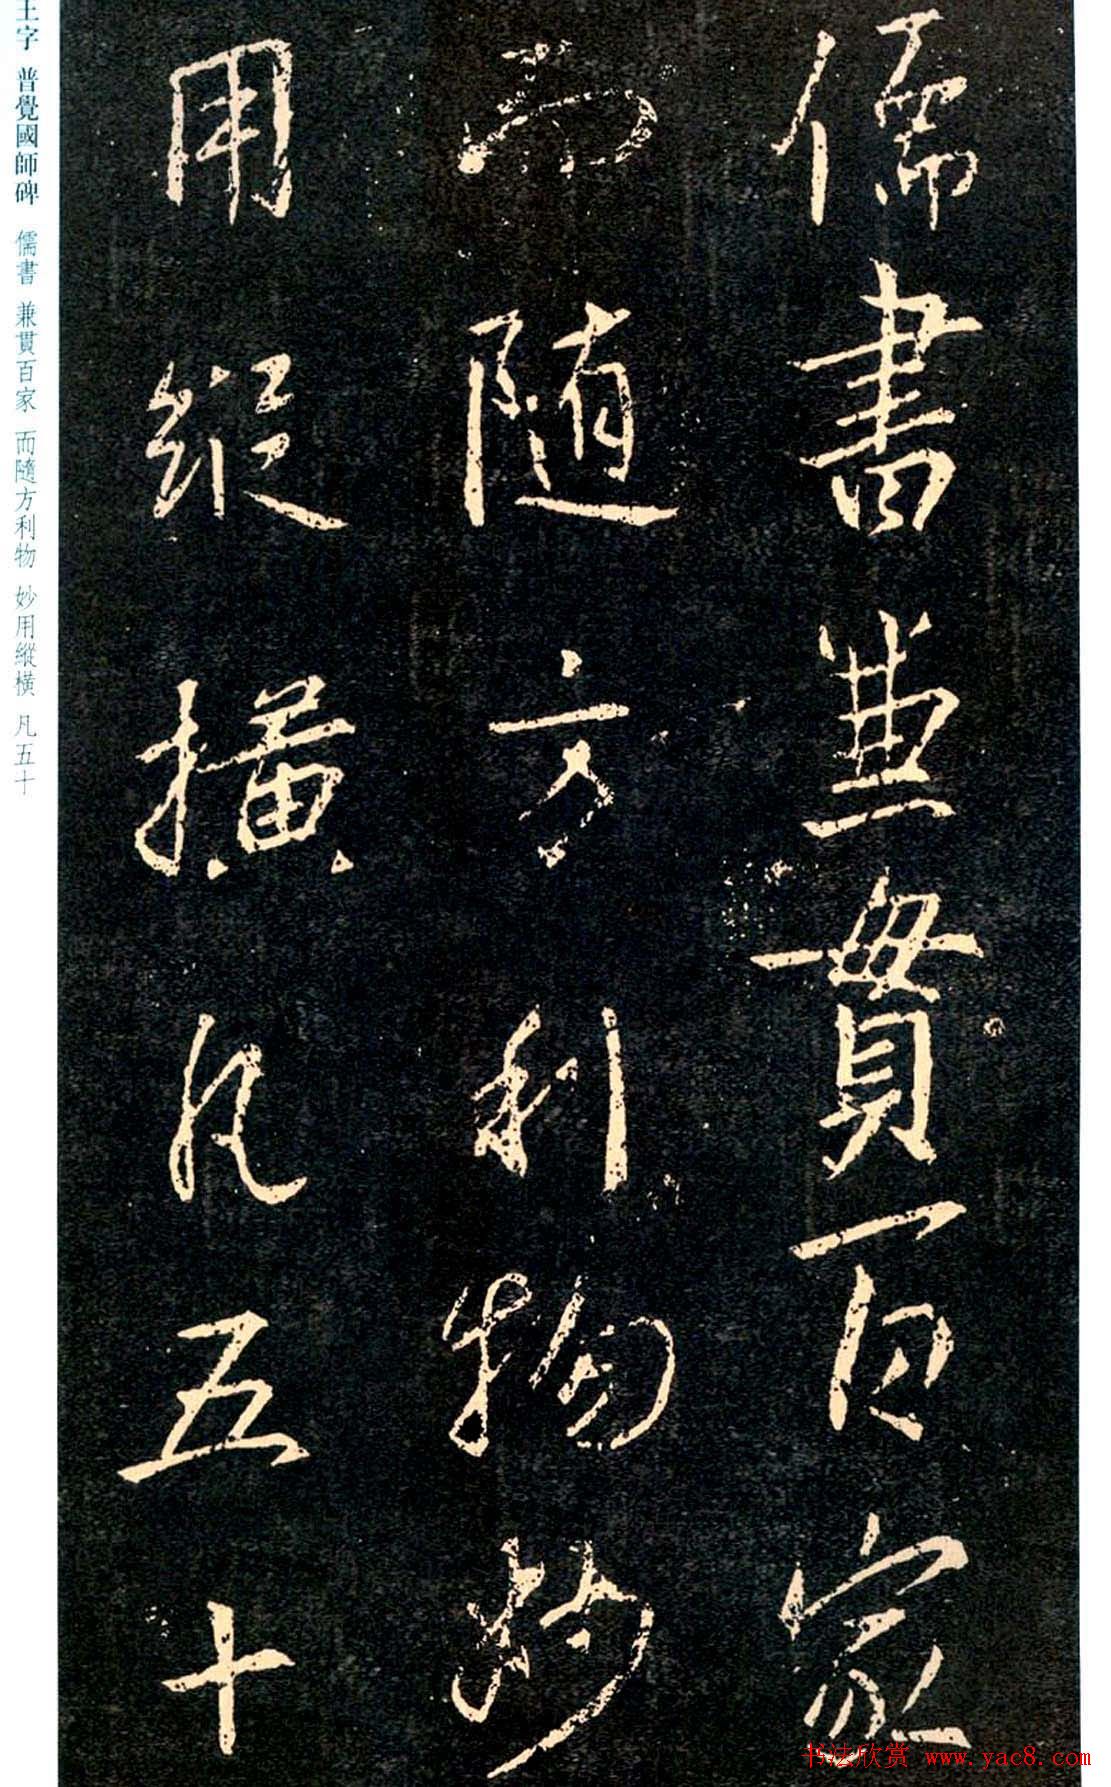 儒書兼貫百家
而随方利物妙
用縱橫凡五十
王字 普覺國師碑 儒書 兼貫百家 而隨方利物 妙用縱橫 凡五十
书法欣赏 www.yac8.com